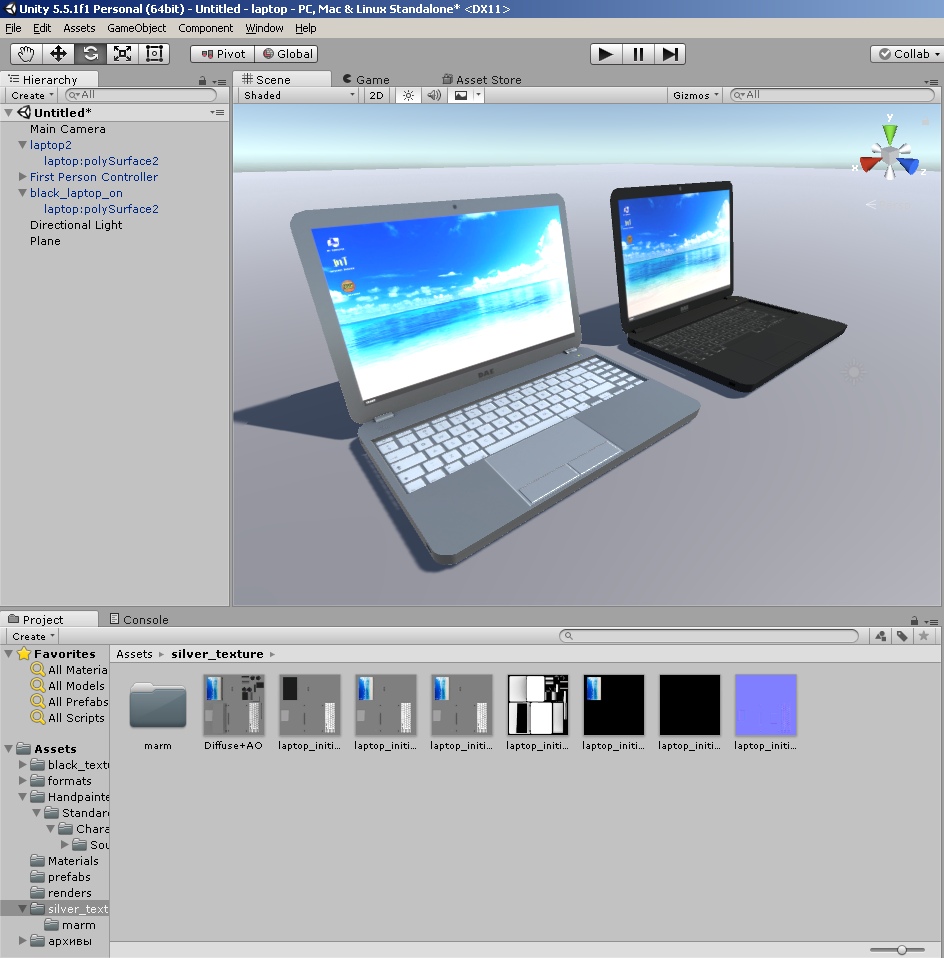 Unity 5.5.1f1 Personal (64bit) - Untitled - laptop - PC, Mac & Linux Standalone* <DX11>
File Edit Assets GameObject Component Window Help
Pivot Global Collab
Hierarchy Scene Game Asset Store
Create All Shaded 2D Gizmos All
Untitled*
Main Camera
laptop2
laptop:polySurface2
First Person Controller
black_laptop_on
laptop:polySurface2
Directional Light
Plane
y
x
z
Project Console
Create
Favorites
All Materia
All Models
All Prefabs
All Scripts
Assets
black_textu
formats
Handpainte
Standard
Chara
Sou
Materials
prefabs
renders
silver_text
marm
архивы
Assets silver_texture
marm Diffuse+AO laptop_initi... laptop_initi... laptop_initi... laptop_initi... laptop_initi... laptop_initi... laptop_initi...